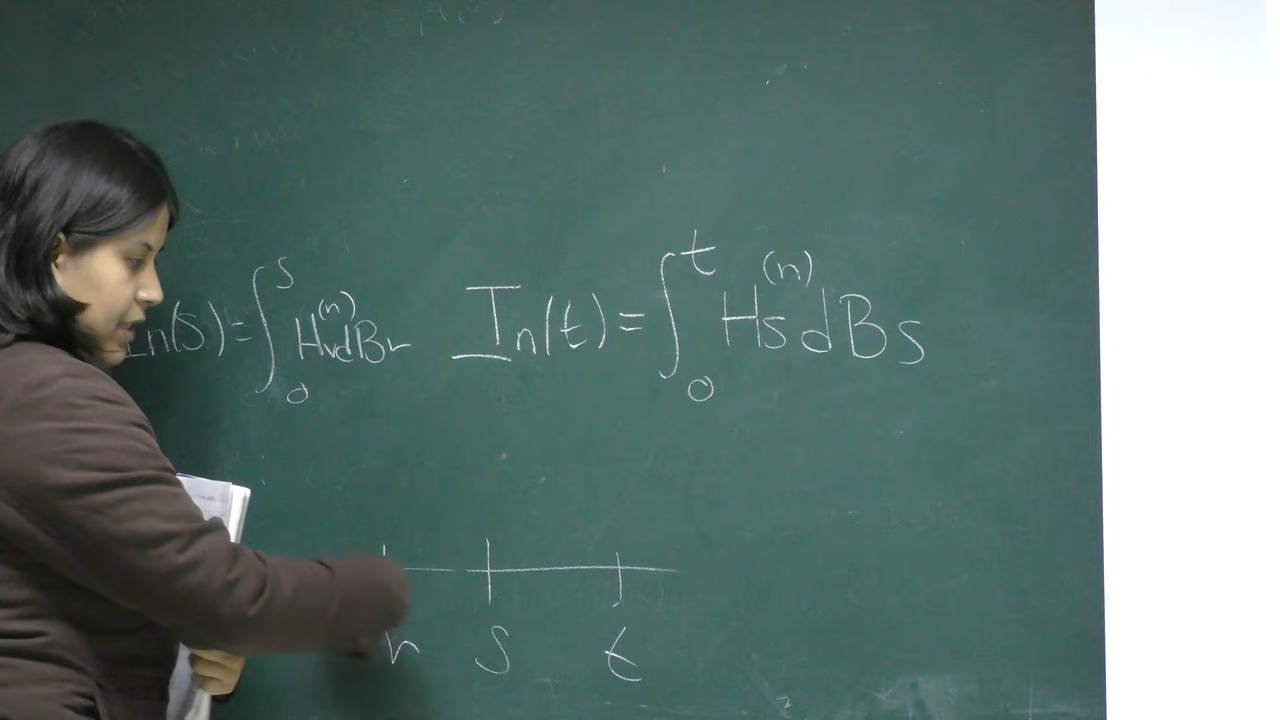 In(s) = ∫₀ˢ Hᵣ⁽ⁿ⁾dBᵣ   In(t) = ∫₀ᵗ Hs⁽ⁿ⁾dBs
r s t